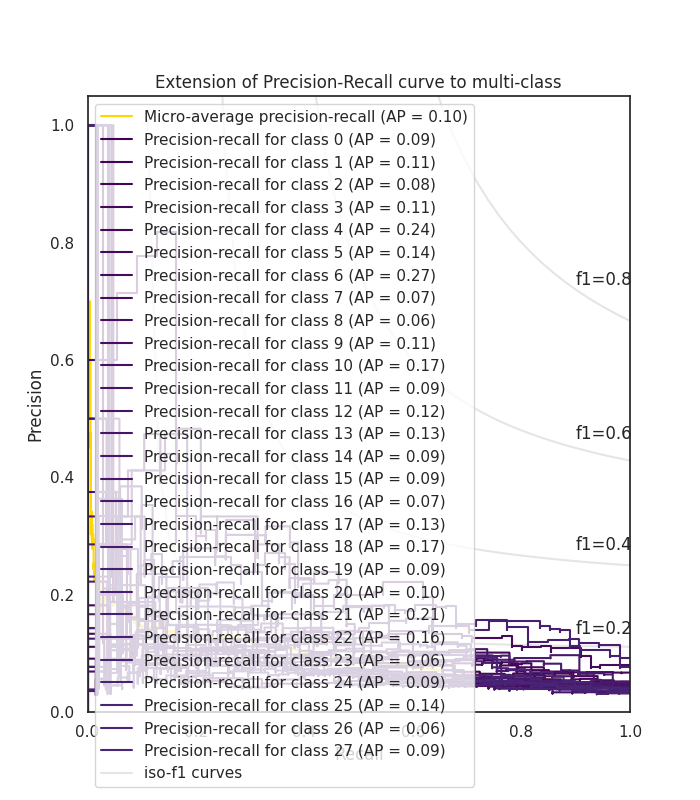 Extension of Precision-Recall curve to multi-class
Precision
1.0
0.8
0.6
0.4
0.2
0.0
Micro-average precision-recall (AP = 0.10)
Precision-recall for class 0 (AP = 0.09)
Precision-recall for class 1 (AP = 0.11)
Precision-recall for class 2 (AP = 0.08)
Precision-recall for class 3 (AP = 0.11)
Precision-recall for class 4 (AP = 0.24)
Precision-recall for class 5 (AP = 0.14)
Precision-recall for class 6 (AP = 0.27)
Precision-recall for class 7 (AP = 0.07)
Precision-recall for class 8 (AP = 0.06)
Precision-recall for class 9 (AP = 0.11)
Precision-recall for class 10 (AP = 0.17)
Precision-recall for class 11 (AP = 0.09)
Precision-recall for class 12 (AP = 0.12)
Precision-recall for class 13 (AP = 0.13)
Precision-recall for class 14 (AP = 0.09)
Precision-recall for class 15 (AP = 0.09)
Precision-recall for class 16 (AP = 0.07)
Precision-recall for class 17 (AP = 0.13)
Precision-recall for class 18 (AP = 0.17)
Precision-recall for class 19 (AP = 0.09)
Precision-recall for class 20 (AP = 0.10)
Precision-recall for class 21 (AP = 0.21)
Precision-recall for class 22 (AP = 0.16)
Precision-recall for class 23 (AP = 0.06)
Precision-recall for class 24 (AP = 0.09)
Precision-recall for class 25 (AP = 0.14)
Precision-recall for class 26 (AP = 0.06)
Precision-recall for class 27 (AP = 0.09)
iso-f1 curves
f1=0.8
f1=0.6
f1=0.4
f1=0.2
0.0 0.2 0.4 0.6 0.8 1.0
Recall